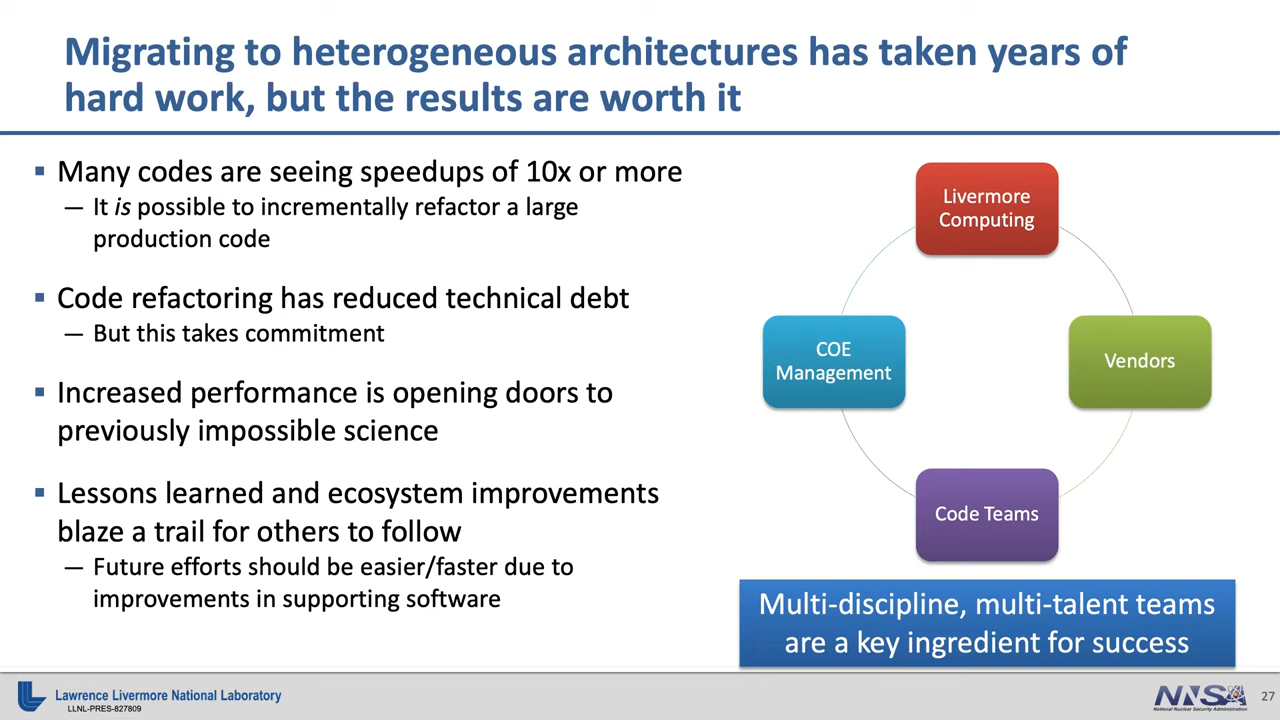 Migrating to heterogeneous architectures has taken years of
hard work, but the results are worth it
▪ Many codes are seeing speedups of 10x or more
— It is possible to incrementally refactor a large
production code
▪ Code refactoring has reduced technical debt
— But this takes commitment
▪ Increased performance is opening doors to
previously impossible science
▪ Lessons learned and ecosystem improvements
blaze a trail for others to follow
— Future efforts should be easier/faster due to
improvements in supporting software
Livermore
Computing
COE
Management
Vendors
Code Teams
Multi-discipline, multi-talent teams
are a key ingredient for success
Lawrence Livermore National Laboratory
LLNL-PRES-827809
NNSA
National Nuclear Security Administration
27